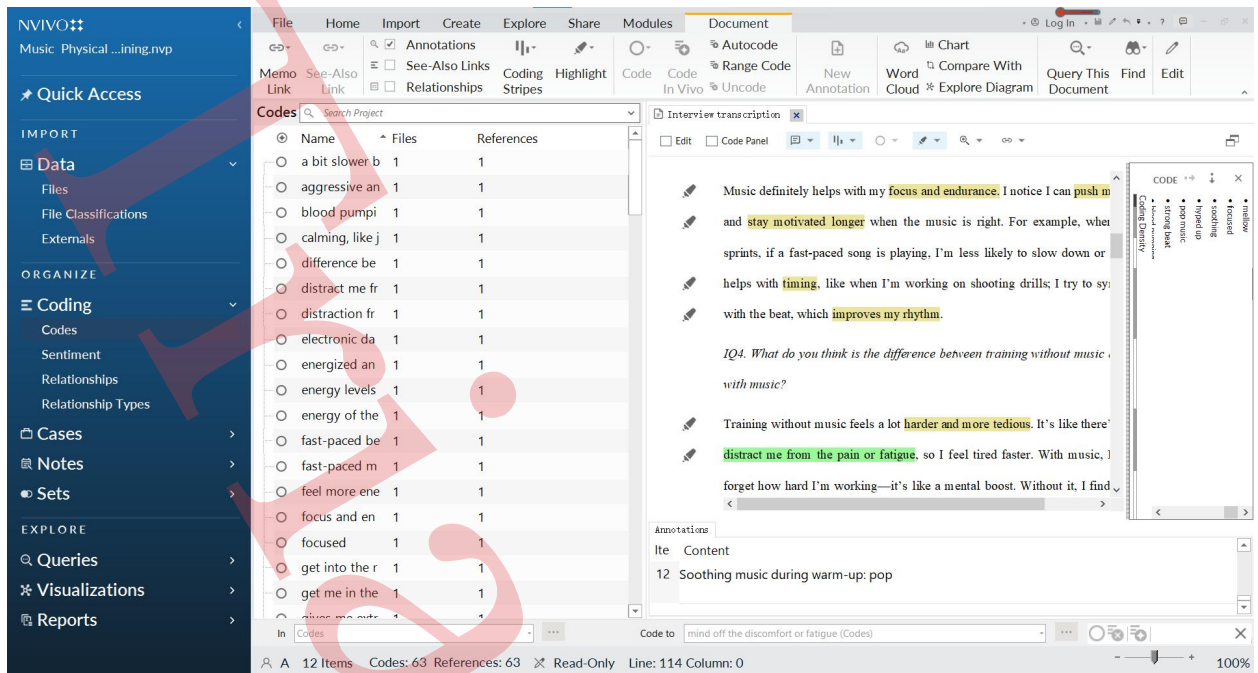 NVIVO
Music Physical ...ining.nvp
Quick Access
IMPORT
Data
Files
File Classifications
Externals
ORGANIZE
Coding
Codes
Sentiment
Relationships
Relationship Types
Cases
Notes
Sets
EXPLORE
Queries
Visualizations
Reports
File Home Import Create Explore Share Modules Document
Log In
Memo Link
See-Also Link
Annotations
See-Also Links
Relationships
Coding Stripes
Highlight
Code
Code In Vivo
Autocode
Range Code
Uncode
New Annotation
Word Cloud
Chart
Compare With
Explore Diagram
Query This Document
Find
Edit
Codes
Search Project
Name Files References
a bit slower b 1 1
aggressive an 1 1
blood pumpi 1 1
calming, like j 1 1
difference be 1 1
distract me fr 1 1
distraction fr 1 1
electronic da 1 1
energized an 1 1
energy levels 1 1
energy of the 1 1
fast-paced be 1 1
fast-paced m 1 1
feel more ene 1 1
focus and en 1 1
focused 1 1
get into the r 1 1
get me in the 1 1
gives me extr 1 1
In Codes
Interview transcription
Edit Code Panel
Music definitely helps with my focus and endurance. I notice I can push m
and stay motivated longer when the music is right. For example, when
sprints, if a fast-paced song is playing, I'm less likely to slow down or
helps with timing, like when I'm working on shooting drills; I try to sy
with the beat, which improves my rhythm.
IQ4. What do you think is the difference between training without music
with music?
Training without music feels a lot harder and more tedious. It's like there'
distract me from the pain or fatigue, so I feel tired faster. With music, I
forget how hard I'm working—it's like a mental boost. Without it, I find
CODE
mellow
focused
soothing
hyped up
pop music
strong beat
Coding Density
Annotations
Ite Content
12 Soothing music during warm-up: pop
Code to mind off the discomfort or fatigue (Codes)
A 12 Items Codes: 63 References: 63 Read-Only Line: 114 Column: 0
100%